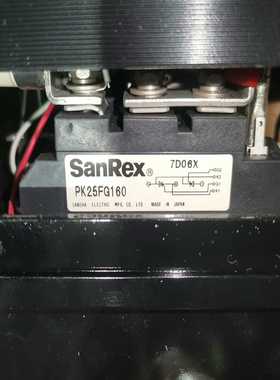 SanRex® 7D06X
PK25FG160
SANSHA ELECTRIC MFG. CO. LTD. MADE IN JAPAN